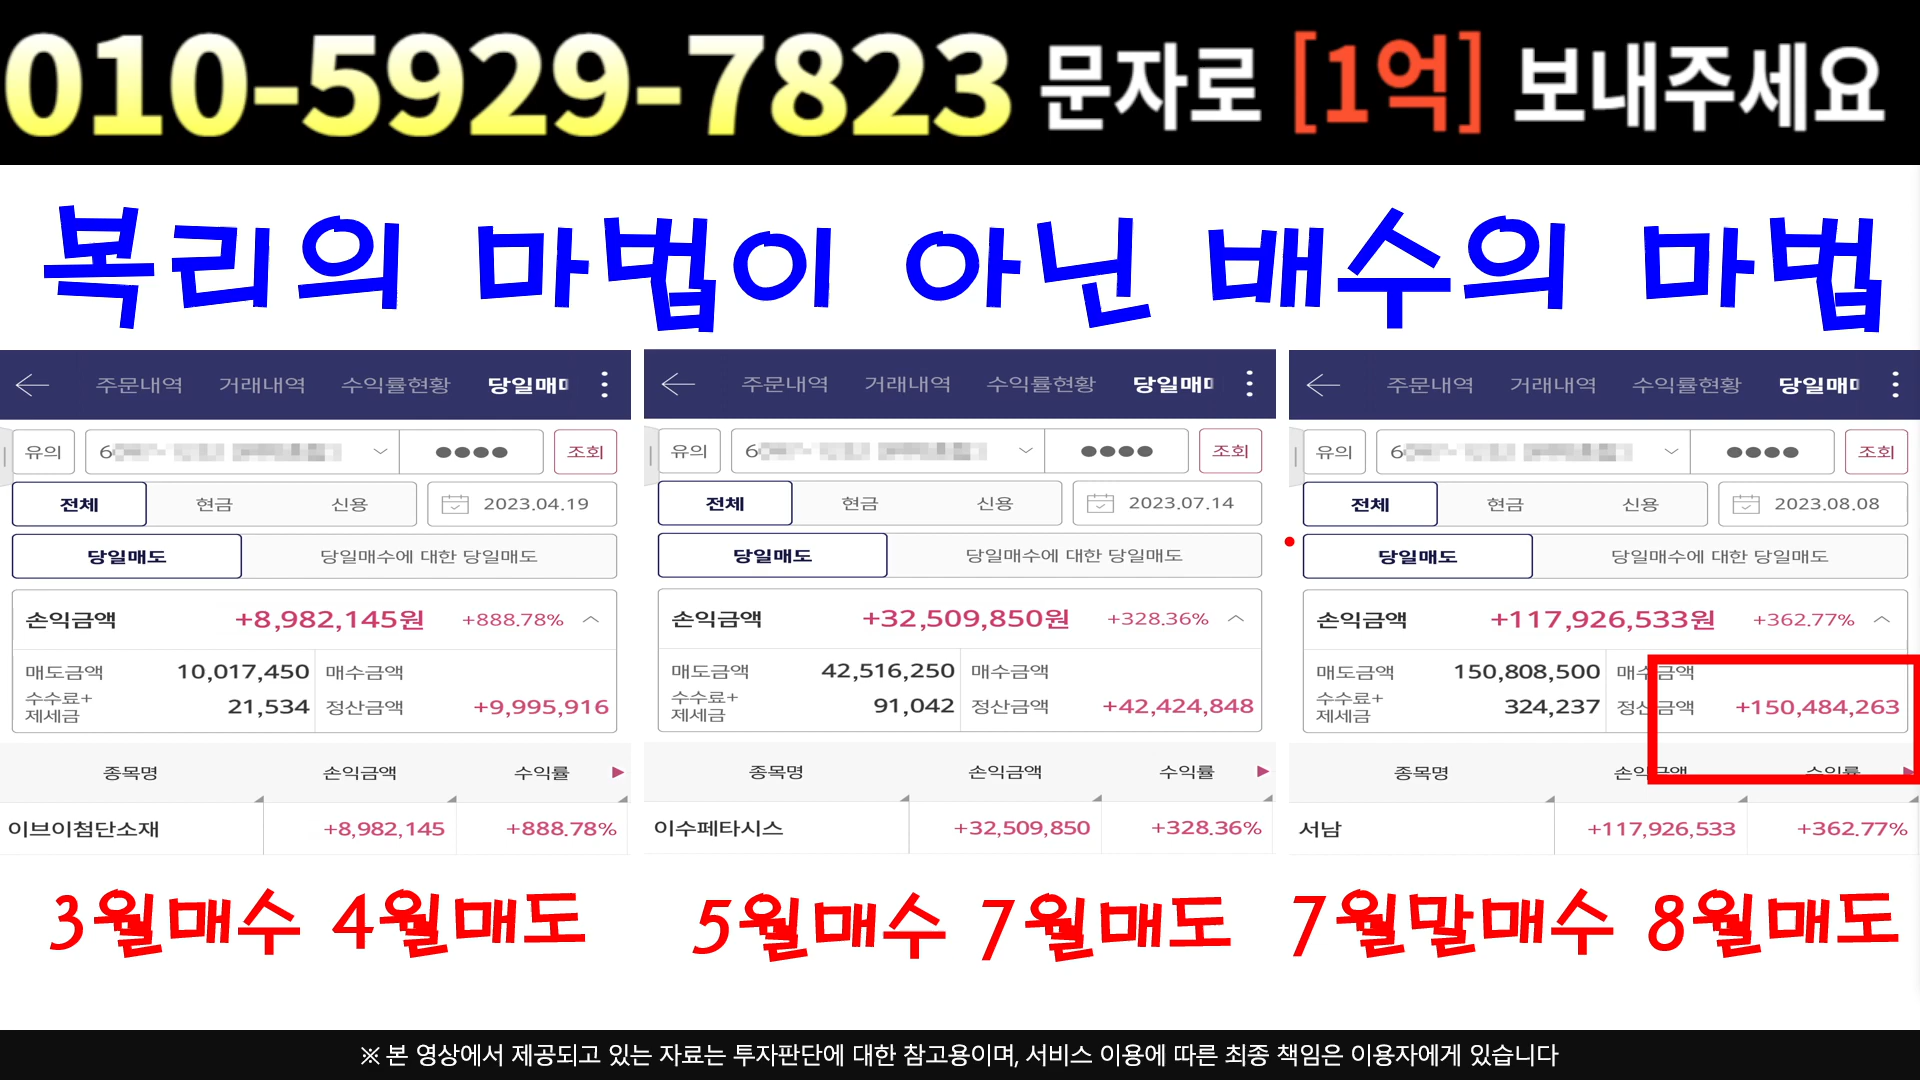 010-5929-7823 문자로 [1억] 보내주세요
복리의 마법이 아닌 배수의 마법
주문내역 거래내역 수익률현황 당일매
유의 6 ●●●● 조회
전체 현금 신용 2023.04.19
당일매도 당일매수에 대한 당일매도
손익금액 +8,982,145원 +888.78%
매도금액 10,017,450 매수금액
수수료+
제세금 21,534 정산금액 +9,995,916
종목명 손익금액 수익률
이브이첨단소재 +8,982,145 +888.78%
3월매수 4월매도
주문내역 거래내역 수익률현황 당일매
유의 6 ●●●● 조회
전체 현금 신용 2023.07.14
당일매도 당일매수에 대한 당일매도
손익금액 +32,509,850원 +328.36%
매도금액 42,516,250 매수금액
수수료+
제세금 91,042 정산금액 +42,424,848
종목명 손익금액 수익률
이수페타시스 +32,509,850 +328.36%
5월매수 7월매도
주문내역 거래내역 수익률현황 당일매
유의 6 ●●●● 조회
전체 현금 신용 2023.08.08
당일매도 당일매수에 대한 당일매도
손익금액 +117,926,533원 +362.77%
매도금액 150,808,500 매수금액
수수료+
제세금 324,237 정산금액 +150,484,263
종목명 손익금액 수익률
서남 +117,926,533 +362.77%
7월말매수 8월매도
※ 본 영상에서 제공되고 있는 자료는 투자판단에 대한 참고용이며, 서비스 이용에 따른 최종 책임은 이용자에게 있습니다